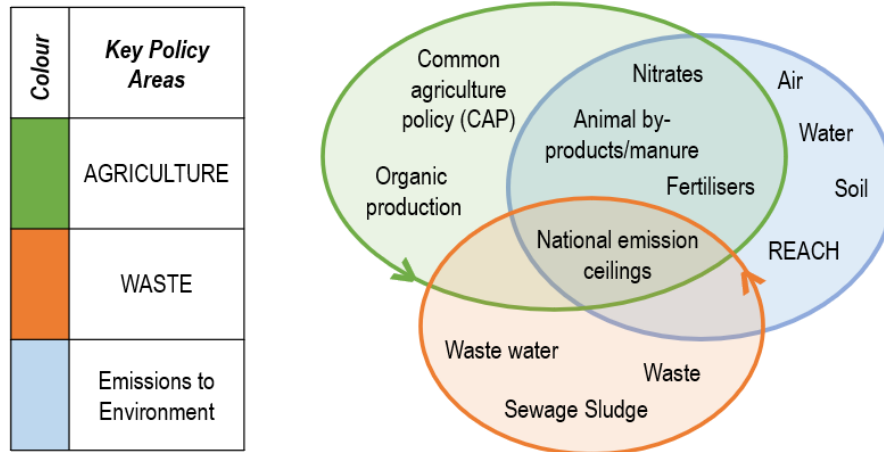 Colour
Key Policy
Areas
AGRICULTURE
WASTE
Emissions to
Environment
Common
agriculture
policy (CAP)
Organic
production
Nitrates
Animal by-
products/manure
Fertilisers
National emission
ceilings
Air
Water
Soil
REACH
Waste water
Waste
Sewage Sludge